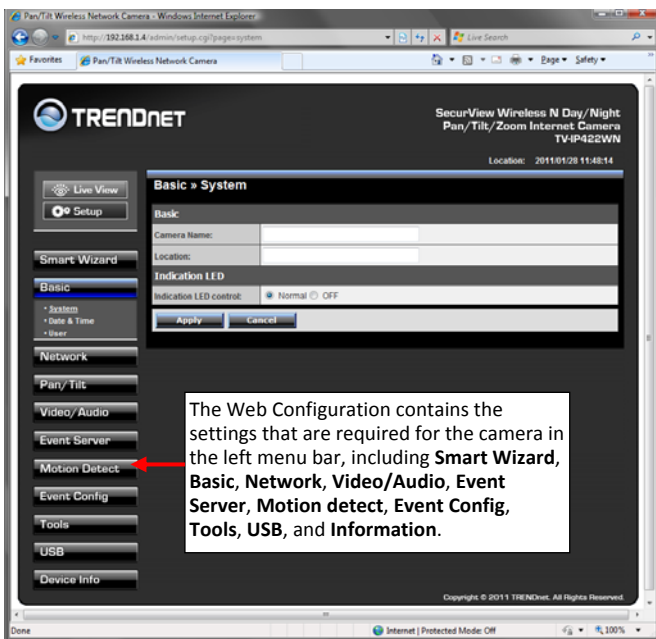 Pan/Tilt Wireless Network Camera - Windows Internet Explorer
http://192.168.1.4/admin/setup.cgi?page=system
Live Search
Favorites
Pan/Tilt Wireless Network Camera
Page
Safety
TRENDNET
SecurView Wireless N Day/Night
Pan/Tilt/Zoom Internet Camera
TV-IP422WN
Location: 2011/01/28 11:48:14
Live View
Setup
Smart Wizard
Basic
• System
• Date & Time
• User
Network
Pan/Tilt
Video/Audio
Event Server
Motion Detect
Event Config
Tools
USB
Device Info
Basic » System
Basic
Camera Name:
Location:
Indication LED
Indication LED control: Normal OFF
Apply Cancel
The Web Configuration contains the
settings that are required for the camera in
the left menu bar, including Smart Wizard,
Basic, Network, Video/Audio, Event
Server, Motion detect, Event Config,
Tools, USB, and Information.
Copyright © 2011 TRENDnet. All Rights Reserved.
Done
Internet | Protected Mode: Off
100%